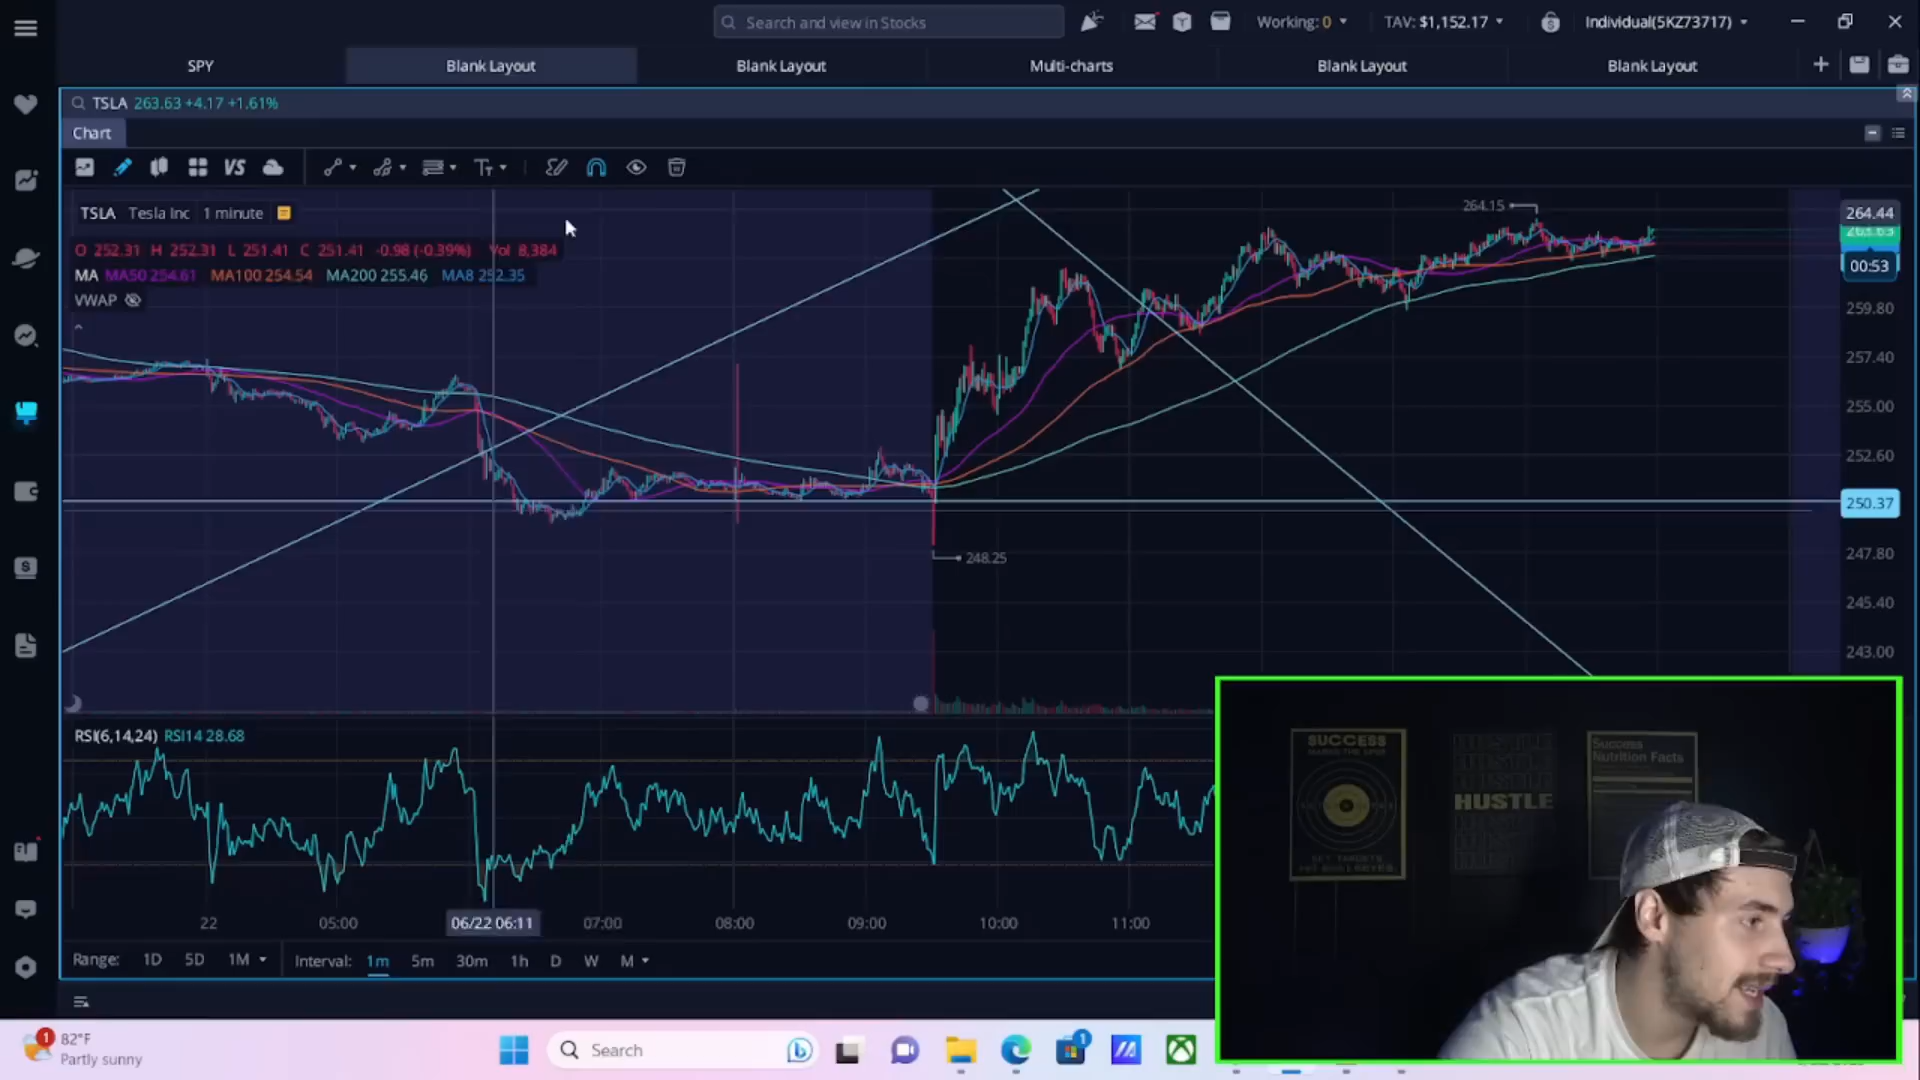 Search and view in Stocks
Working: 0
TAV: $1,152.17
Individual(5KZ73717)
SPY
Blank Layout
Blank Layout
Multi-charts
Blank Layout
Blank Layout
TSLA 263.63 +4.17 +1.61%
Chart
VS
Tт
TSLA Tesla Inc 1 minute
O 252.31 H 252.31 L 251.41 C 251.41 -0.98 (-0.39%) Vol 8,384
MA MA50 254.61 MA100 254.54 MA200 255.46 MA8 252.35
VWAP
264.15
264.44
263.63
00:53
259.80
257.40
255.00
252.60
250.37
248.25
247.80
245.40
243.00
RSI(6,14,24) RSI14 28.68
22
05:00
06/22 06:11
07:00
08:00
09:00
10:00
11:00
Range: 1D 5D 1M
Interval: 1m 5m 30m 1h D W M
SUCCESS
HUSTLE
Success
Nutrition Facts
1
82°F
Partly sunny
Search
1